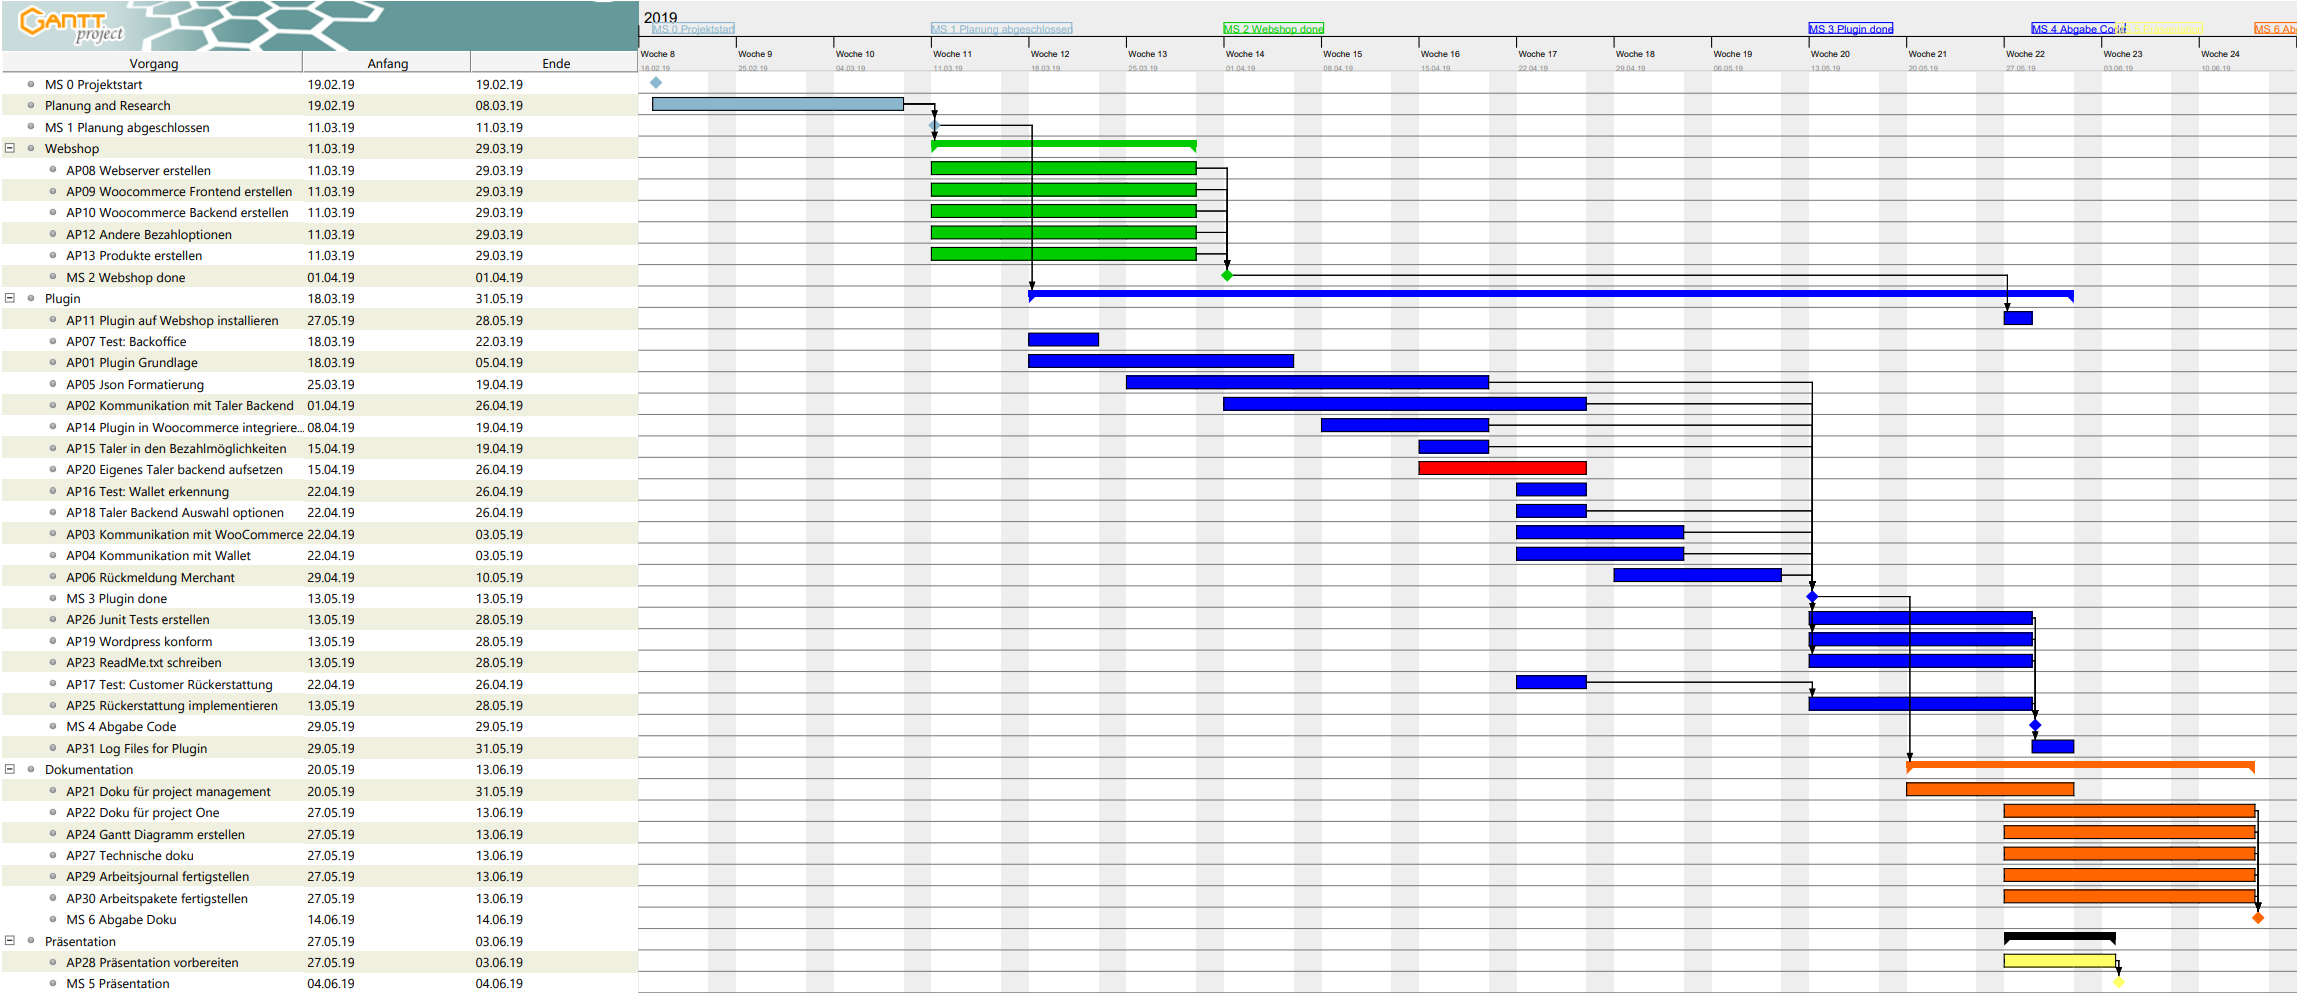 GANTT
project
2019
MS 0 Projektstart MS 1 Planung abgeschlossen MS 2 Webshop done MS 3 Plugin done MS 4 Abgabe Code MS 6 Ab
Woche 8 Woche 9 Woche 10 Woche 11 Woche 12 Woche 13 Woche 14 Woche 15 Woche 16 Woche 17 Woche 18 Woche 19 Woche 20 Woche 21 Woche 22 Woche 23 Woche 24
18.02.19 25.02.19 04.03.19 11.03.19 18.03.19 25.03.19 01.04.19 08.04.19 15.04.19 22.04.19 29.04.19 06.05.19 13.05.19 20.05.19 27.05.19 03.06.19 10.06.19
Vorgang Anfang Ende
MS 0 Projektstart 19.02.19 19.02.19
Planung and Research 19.02.19 08.03.19
MS 1 Planung abgeschlossen 11.03.19 11.03.19
Webshop 11.03.19 29.03.19
AP08 Webserver erstellen 11.03.19 29.03.19
AP09 Woocommerce Frontend erstellen 11.03.19 29.03.19
AP10 Woocommerce Backend erstellen 11.03.19 29.03.19
AP12 Andere Bezahloptionen 11.03.19 29.03.19
AP13 Produkte erstellen 11.03.19 29.03.19
MS 2 Webshop done 01.04.19 01.04.19
Plugin 18.03.19 31.05.19
AP11 Plugin auf Webshop installieren 27.05.19 28.05.19
AP07 Test: Backoffice 18.03.19 22.03.19
AP01 Plugin Grundlage 18.03.19 05.04.19
AP05 Json Formatierung 25.03.19 19.04.19
AP02 Kommunikation mit Taler Backend 01.04.19 26.04.19
AP14 Plugin in Woocommerce integriere... 08.04.19 19.04.19
AP15 Taler in den Bezahlmöglichkeiten 15.04.19 19.04.19
AP20 Eigenes Taler backend aufsetzen 15.04.19 26.04.19
AP16 Test: Wallet erkennung 22.04.19 26.04.19
AP18 Taler Backend Auswahl optionen 22.04.19 26.04.19
AP03 Kommunikation mit WooCommerce 22.04.19 03.05.19
AP04 Kommunikation mit Wallet 22.04.19 03.05.19
AP06 Rückmeldung Merchant 29.04.19 10.05.19
MS 3 Plugin done 13.05.19 13.05.19
AP26 Junit Tests erstellen 13.05.19 28.05.19
AP19 Wordpress konform 13.05.19 28.05.19
AP23 ReadMe.txt schreiben 13.05.19 28.05.19
AP17 Test: Customer Rückerstattung 22.04.19 26.04.19
AP25 Rückerstattung implementieren 13.05.19 28.05.19
MS 4 Abgabe Code 29.05.19 29.05.19
AP31 Log Files for Plugin 29.05.19 31.05.19
Dokumentation 20.05.19 13.06.19
AP21 Doku für project management 20.05.19 31.05.19
AP22 Doku für project One 27.05.19 13.06.19
AP24 Gantt Diagramm erstellen 27.05.19 13.06.19
AP27 Technische doku 27.05.19 13.06.19
AP29 Arbeitsjournal fertigstellen 27.05.19 13.06.19
AP30 Arbeitspakete fertigstellen 27.05.19 13.06.19
MS 6 Abgabe Doku 14.06.19 14.06.19
Präsentation 27.05.19 03.06.19
AP28 Präsentation vorbereiten 27.05.19 03.06.19
MS 5 Präsentation 04.06.19 04.06.19